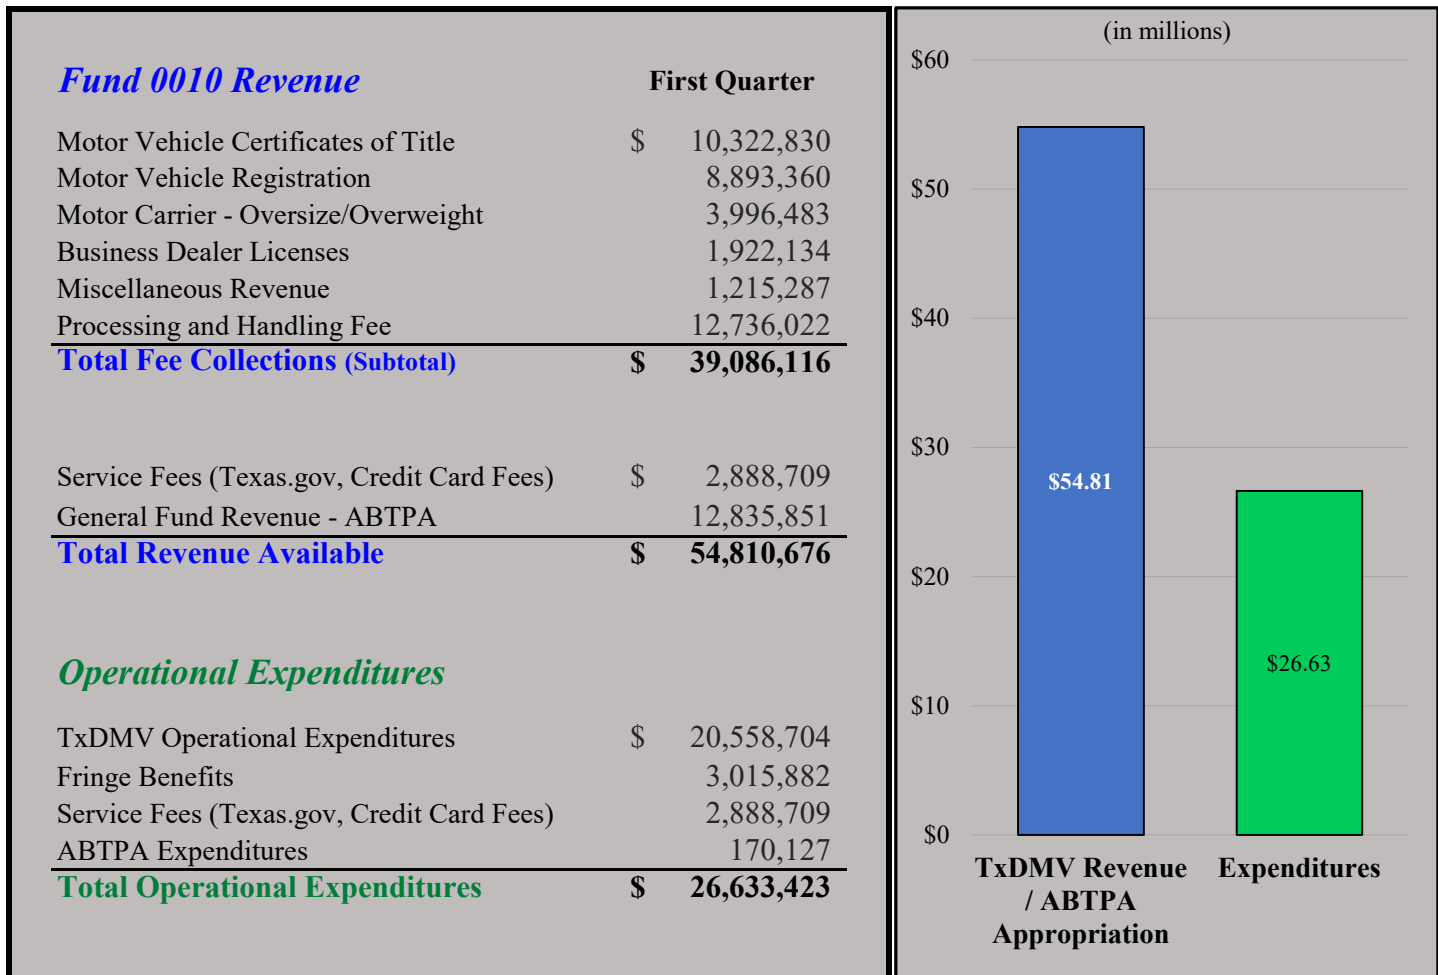 Fund 0010 Revenue First Quarter
Motor Vehicle Certificates of Title $ 10,322,830
Motor Vehicle Registration 8,893,360
Motor Carrier - Oversize/Overweight 3,996,483
Business Dealer Licenses 1,922,134
Miscellaneous Revenue 1,215,287
Processing and Handling Fee 12,736,022
Total Fee Collections (Subtotal) $ 39,086,116
Service Fees (Texas.gov, Credit Card Fees) $ 2,888,709
General Fund Revenue - ABTPA 12,835,851
Total Revenue Available $ 54,810,676
Operational Expenditures
TxDMV Operational Expenditures $ 20,558,704
Fringe Benefits 3,015,882
Service Fees (Texas.gov, Credit Card Fees) 2,888,709
ABTPA Expenditures 170,127
Total Operational Expenditures $ 26,633,423
(in millions)
$60
$50
$40
$30
$20
$10
$0
$54.81
$26.63
TxDMV Revenue
/ ABTPA
Appropriation
Expenditures